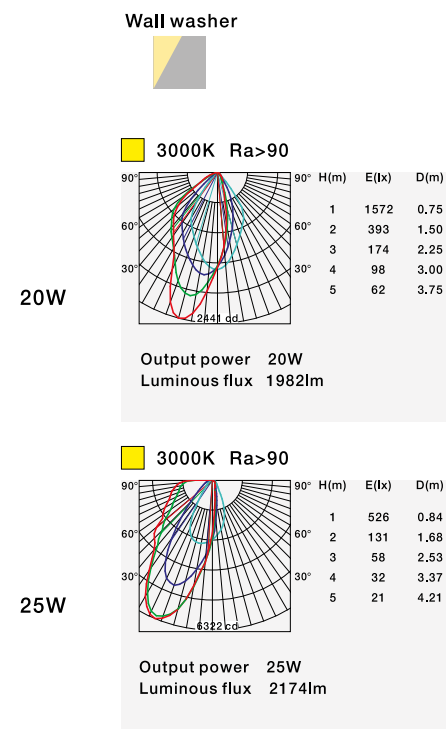 Wall washer
3000K Ra>90
90° 90° H(m) E(lx) D(m)
1 1572 0.75
2 393 1.50
60° 60° 3 174 2.25
30° 30° 4 98 3.00
5 62 3.75
20W
2441 cd
Output power 20W
Luminous flux 1982lm
3000K Ra>90
90° 90° H(m) E(lx) D(m)
1 526 0.84
2 131 1.68
60° 60° 3 58 2.53
30° 30° 4 32 3.37
5 21 4.21
25W
6322 cd
Output power 25W
Luminous flux 2174lm